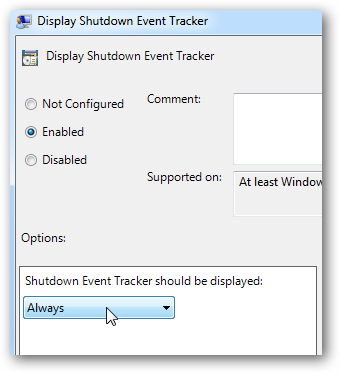 Display Shutdown Event Tracker
Display Shutdown Event Tracker
Not Configured
Comment:
Enabled
Disabled
Supported on:
At least Window
Options:
Shutdown Event Tracker should be displayed:
Always